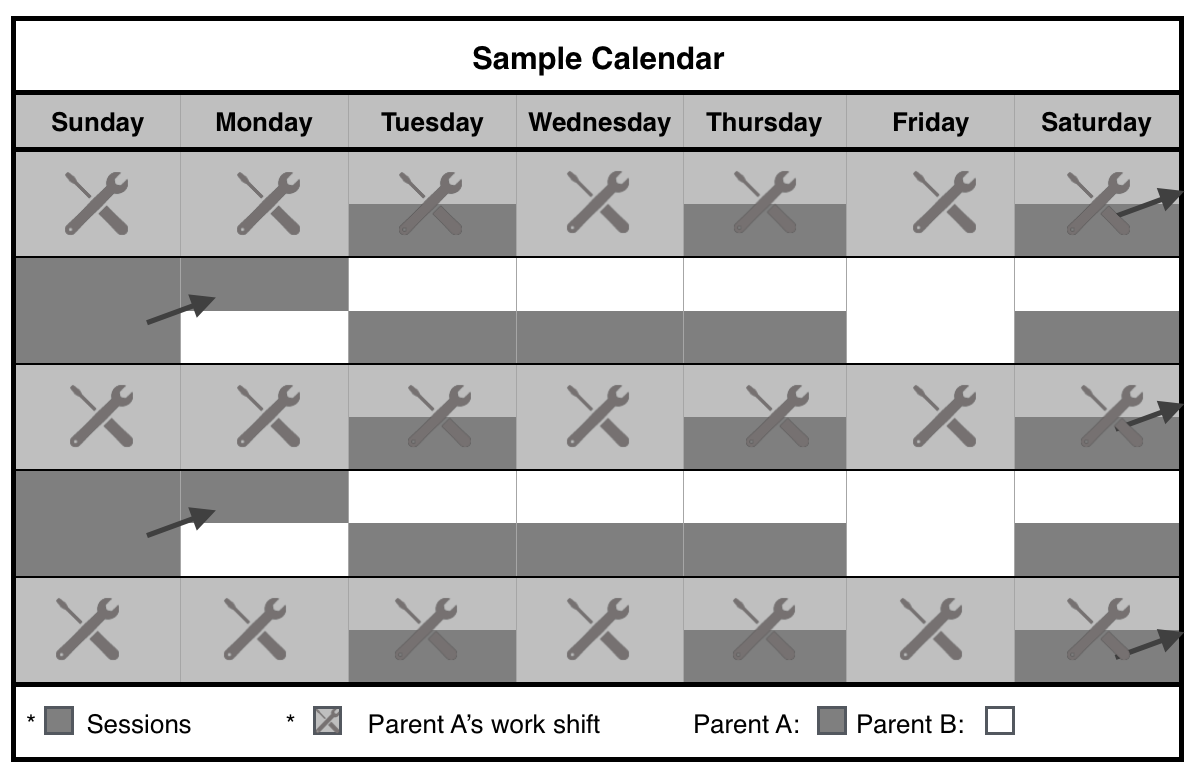 Sample Calendar
Sunday Monday Tuesday Wednesday Thursday Friday Saturday
* Sessions * Parent A's work shift Parent A: Parent B: